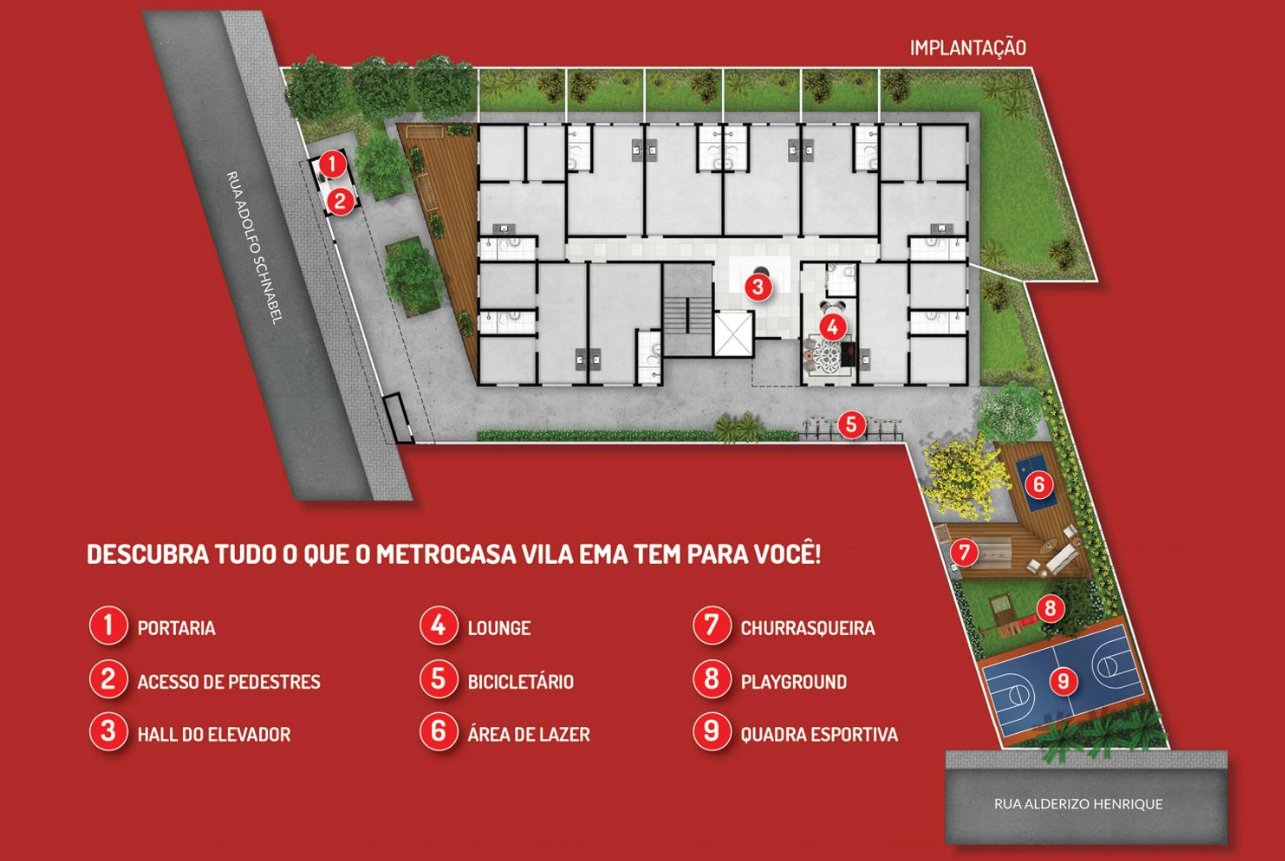 IMPLANTAÇÃO
1
2
RUA ADOLFO SCHNABEL
3
4
5
6
7
8
9
DESCUBRA TUDO O QUE O METROCASA VILA EMA TEM PARA VOCÊ!
1 PORTARIA
2 ACESSO DE PEDESTRES
3 HALL DO ELEVADOR
4 LOUNGE
5 BICICLETÁRIO
6 ÁREA DE LAZER
7 CHURRASQUEIRA
8 PLAYGROUND
9 QUADRA ESPORTIVA
RUA ALDERIZO HENRIQUE